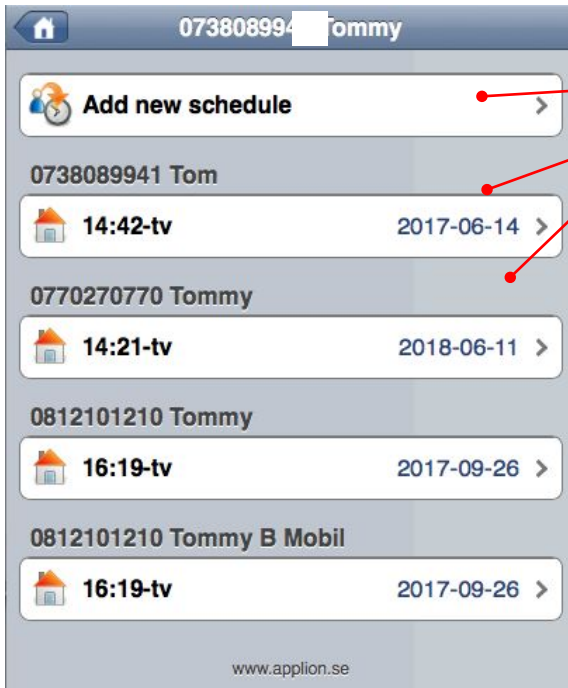 073808994 Tommy
Add new schedule
0738089941 Tom
14:42-tv 2017-06-14
0770270770 Tommy
14:21-tv 2018-06-11
0812101210 Tommy
16:19-tv 2017-09-26
0812101210 Tommy B Mobil
16:19-tv 2017-09-26
www.applion.se